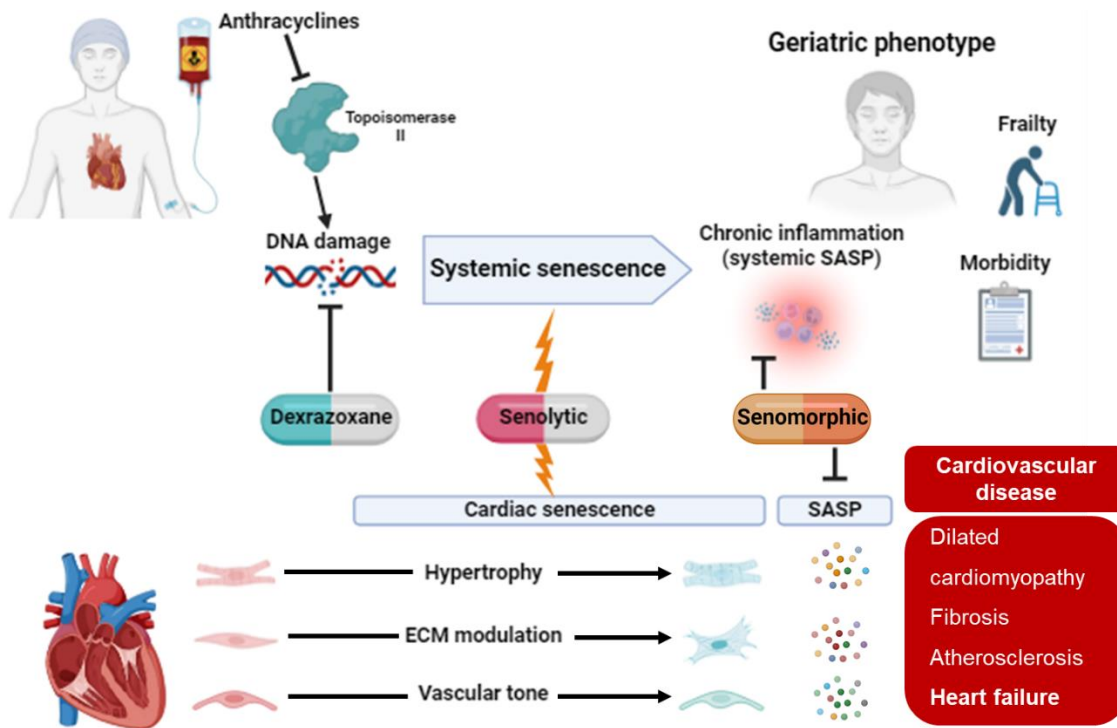 Anthracyclines
Topoisomerase
II
DNA damage
Systemic senescence
Geriatric phenotype
Frailty
Chronic inflammation
(systemic SASP)
Morbidity
Dexrazoxane
Senolytic
Senomorphic
Cardiac senescence
SASP
Cardiovascular
disease
Hypertrophy
ECM modulation
Vascular tone
Dilated
cardiomyopathy
Fibrosis
Atherosclerosis
Heart failure